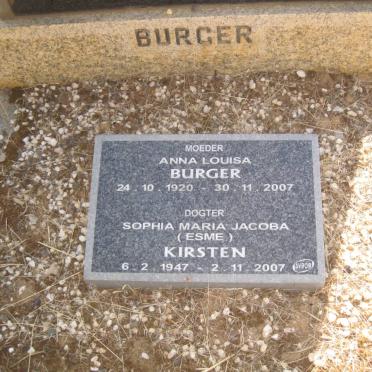 BURGER
MOEDER
ANNA LOUISA
BURGER
24. 10. 1920 - 30. 11. 2007
DOGTER
SOPHIA MARIA JACOBA
( ESME )
KIRSTEN
6. 2. 1947 - 2. 11. 2007